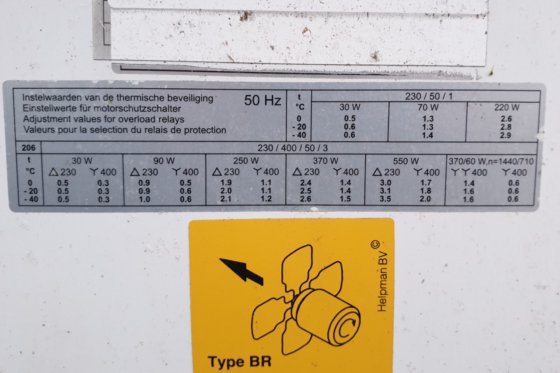 Instelwaarden van de thermische beveiliging
Einstellwerte für motorschutzschalter
Adjustment values for overload relays
Valeurs pour la selection du relais de protection
50 Hz
t 230 / 50 / 1
°C 30 W 70 W 220 W
0 0.5 1.3 2.6
- 20 0.6 1.3 2.8
- 40 0.6 1.4 2.9
206 230 / 400 / 50 / 3
t 30 W 90 W 250 W 370 W 550 W 370/60 W,n=1440/710
°C △230 Y400 △230 Y400 △230 Y400 △230 Y400 △230 Y400 YY400 Y400
0 0.5 0.3 0.9 0.5 1.9 1.1 2.4 1.4 3.0 1.7 1.4 0.6
- 20 0.5 0.3 0.9 0.6 2.0 1.1 2.5 1.4 3.1 1.8 1.6 0.6
- 40 0.5 0.3 1.0 0.6 2.1 1.2 2.6 1.5 3.5 2.0 1.6 0.6
Helpman BV ©
Type BR